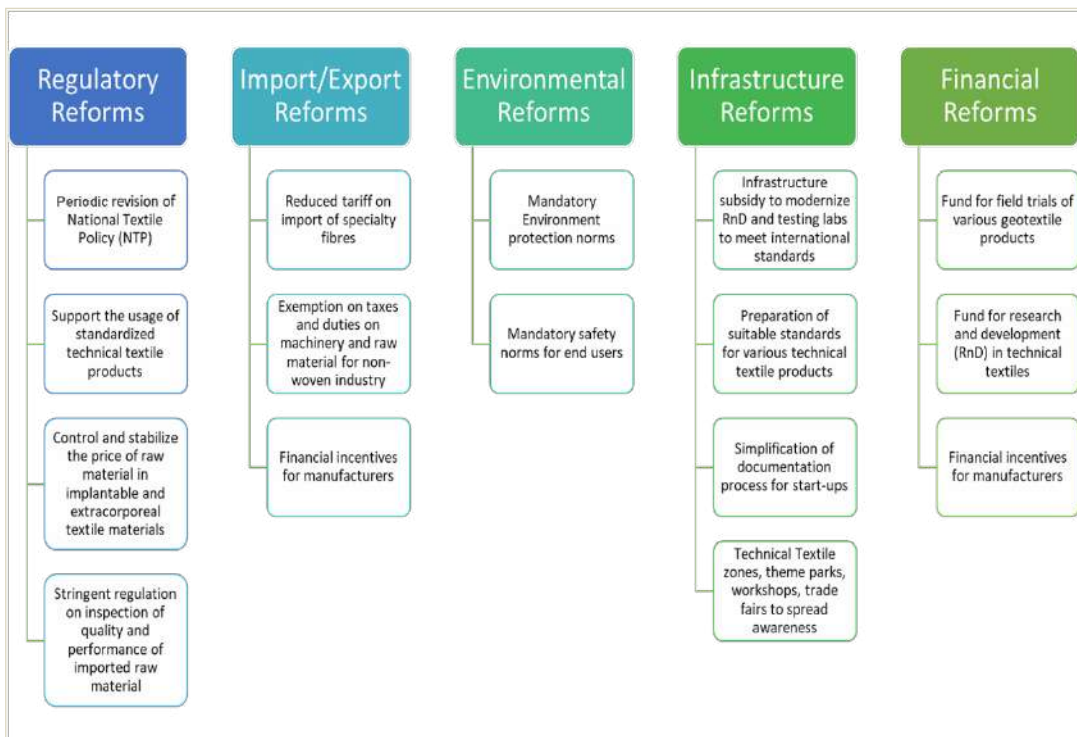 Regulatory
Reforms
Periodic revision of
National Textile
Policy (NTP)
Support the usage of
standardized
technical textile
products
Control and stabilize
the price of raw
material in
implantable and
extracorporeal
textile materials
Stringent regulation
on inspection of
quality and
performance of
imported raw
material
Import/Export
Reforms
Reduced tariff on
import of specialty
fibres
Exemption on taxes
and duties on
machinery and raw
material for non-
woven industry
Financial incentives
for manufacturers
Environmental
Reforms
Mandatory
Environment
protection norms
Mandatory safety
norms for end users
Infrastructure
Reforms
Infrastructure
subsidy to modernize
RnD and testing labs
to meet international
standards
Preparation of
suitable standards
for various technical
textile products
Simplification of
documentation
process for start-ups
Technical Textile
zones, theme parks,
workshops, trade
fairs to spread
awareness
Financial
Reforms
Fund for field trials of
various geotextile
products
Fund for research
and development
(RnD) in technical
textiles
Financial incentives
for manufacturers